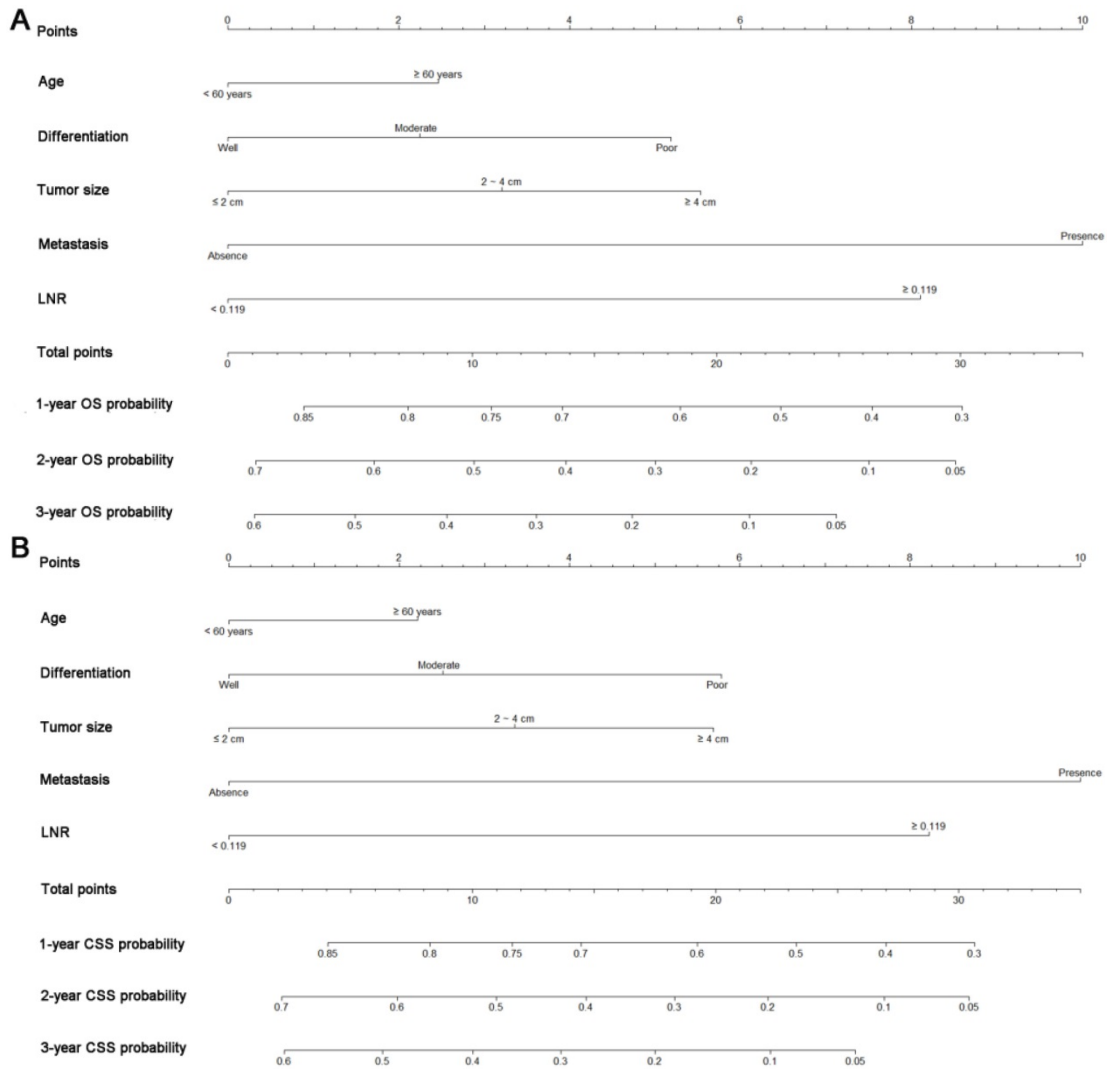 A
Points
0 2 4 6 8 10
Age
≥ 60 years
< 60 years
Differentiation
Moderate
Well Poor
Tumor size
2 ~ 4 cm
≤ 2 cm ≥ 4 cm
Metastasis
Presence
Absence
LNR
≥ 0.119
< 0.119
Total points
0 10 20 30
1-year OS probability
0.85 0.8 0.75 0.7 0.6 0.5 0.4 0.3
2-year OS probability
0.7 0.6 0.5 0.4 0.3 0.2 0.1 0.05
3-year OS probability
0.6 0.5 0.4 0.3 0.2 0.1 0.05
B
Points
0 2 4 6 8 10
Age
≥ 60 years
< 60 years
Differentiation
Moderate
Well Poor
Tumor size
2 ~ 4 cm
≤ 2 cm ≥ 4 cm
Metastasis
Presence
Absence
LNR
≥ 0.119
< 0.119
Total points
0 10 20 30
1-year CSS probability
0.85 0.8 0.75 0.7 0.6 0.5 0.4 0.3
2-year CSS probability
0.7 0.6 0.5 0.4 0.3 0.2 0.1 0.05
3-year CSS probability
0.6 0.5 0.4 0.3 0.2 0.1 0.05